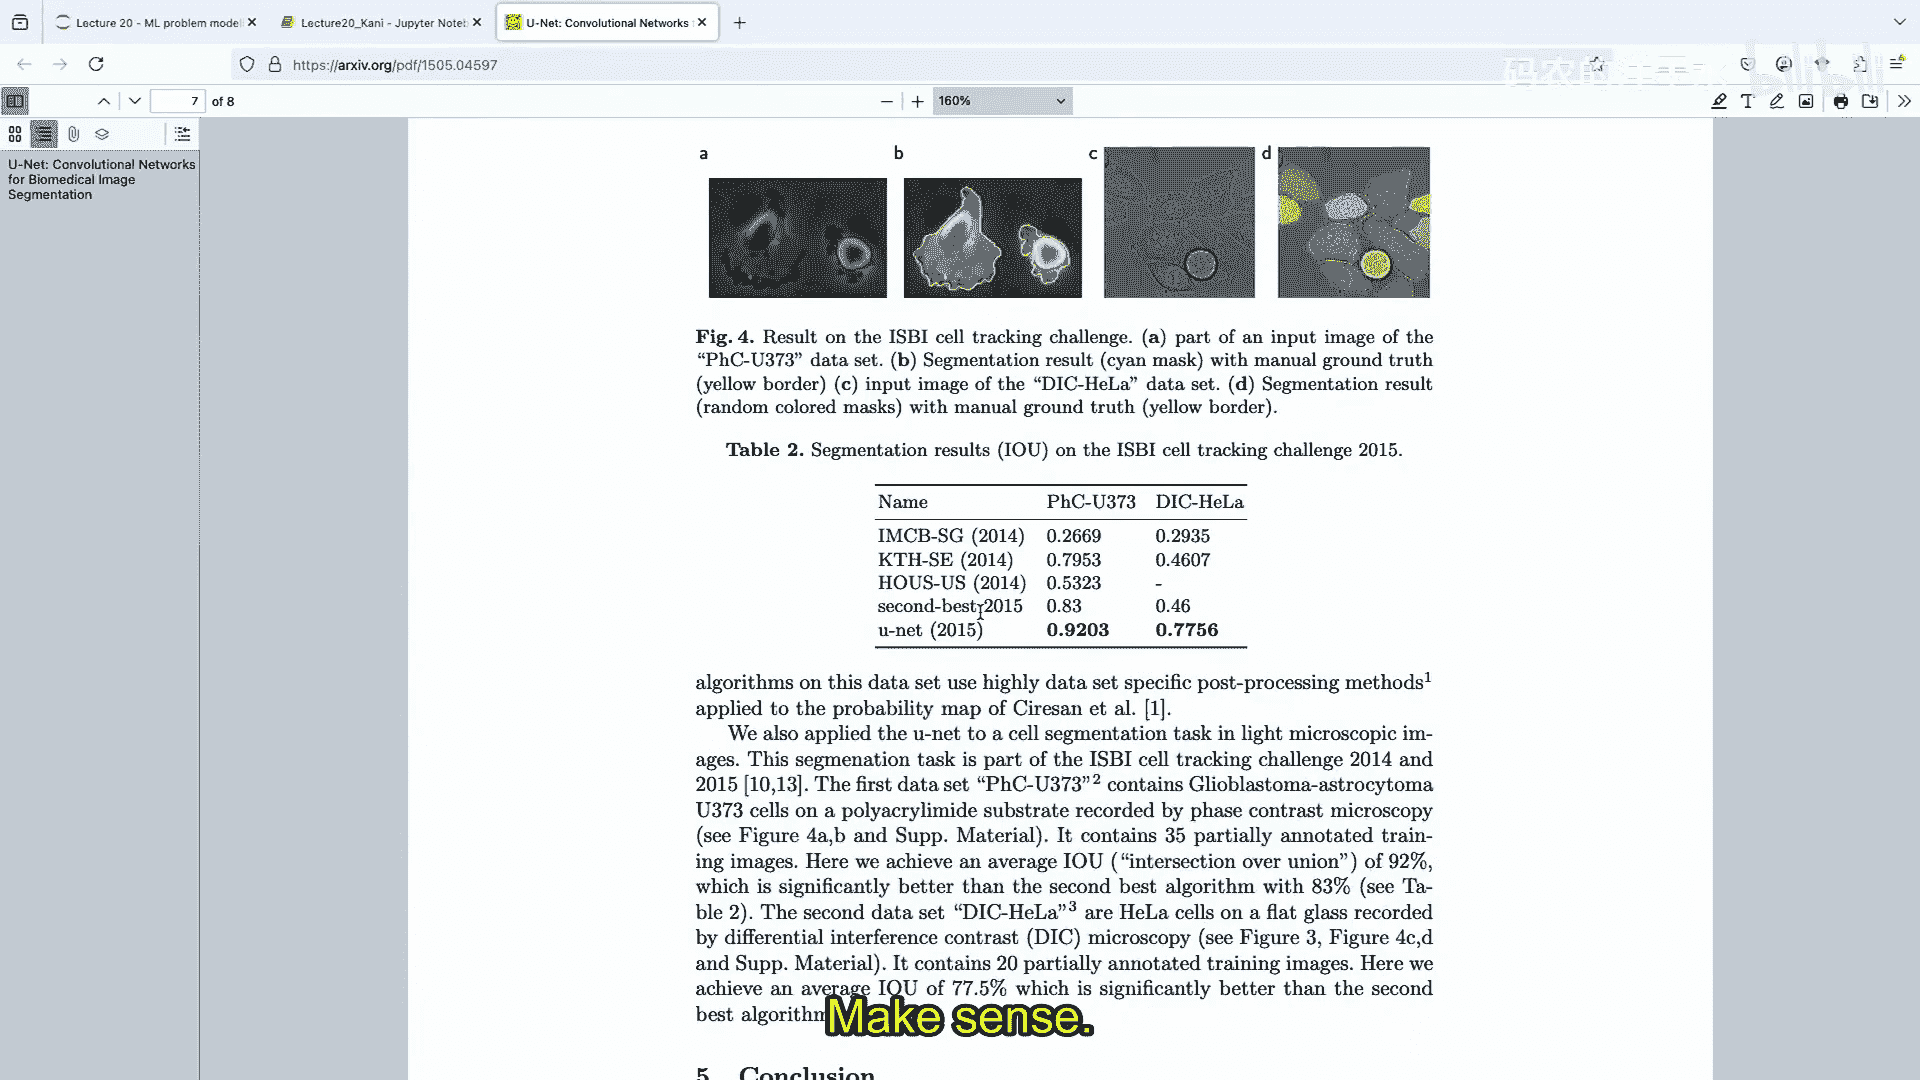 Lecture 20 - ML problem model
Lecture20_Kani - Jupyter Noteb
U-Net: Convolutional Networks
https://arxiv.org/pdf/1505.04597
7 of 8
160%
U-Net: Convolutional Networks
for Biomedical Image
Segmentation
a b c d
Fig. 4. Result on the ISBI cell tracking challenge. (a) part of an input image of the
“PhC-U373” data set. (b) Segmentation result (cyan mask) with manual ground truth
(yellow border) (c) input image of the “DIC-HeLa” data set. (d) Segmentation result
(random colored masks) with manual ground truth (yellow border).
Table 2. Segmentation results (IOU) on the ISBI cell tracking challenge 2015.
Name PhC-U373 DIC-HeLa
IMCB-SG (2014) 0.2669 0.2935
KTH-SE (2014) 0.7953 0.4607
HOUS-US (2014) 0.5323 -
second-best 2015 0.83 0.46
u-net (2015) 0.9203 0.7756
algorithms on this data set use highly data set specific post-processing methods1
applied to the probability map of Ciresan et al. [1].
We also applied the u-net to a cell segmentation task in light microscopic im-
ages. This segmenation task is part of the ISBI cell tracking challenge 2014 and
2015 [10,13]. The first data set “PhC-U373”2 contains Glioblastoma-astrocytoma
U373 cells on a polyacrylimide substrate recorded by phase contrast microscopy
(see Figure 4a,b and Supp. Material). It contains 35 partially annotated train-
ing images. Here we achieve an average IOU (“intersection over union”) of 92%,
which is significantly better than the second best algorithm with 83% (see Ta-
ble 2). The second data set “DIC-HeLa”3 are HeLa cells on a flat glass recorded
by differential interference contrast (DIC) microscopy (see Figure 3, Figure 4c,d
and Supp. Material). It contains 20 partially annotated training images. Here we
achieve an average IOU of 77.5% which is significantly better than the second
best algorithm
Make sense.
5 Conclusion